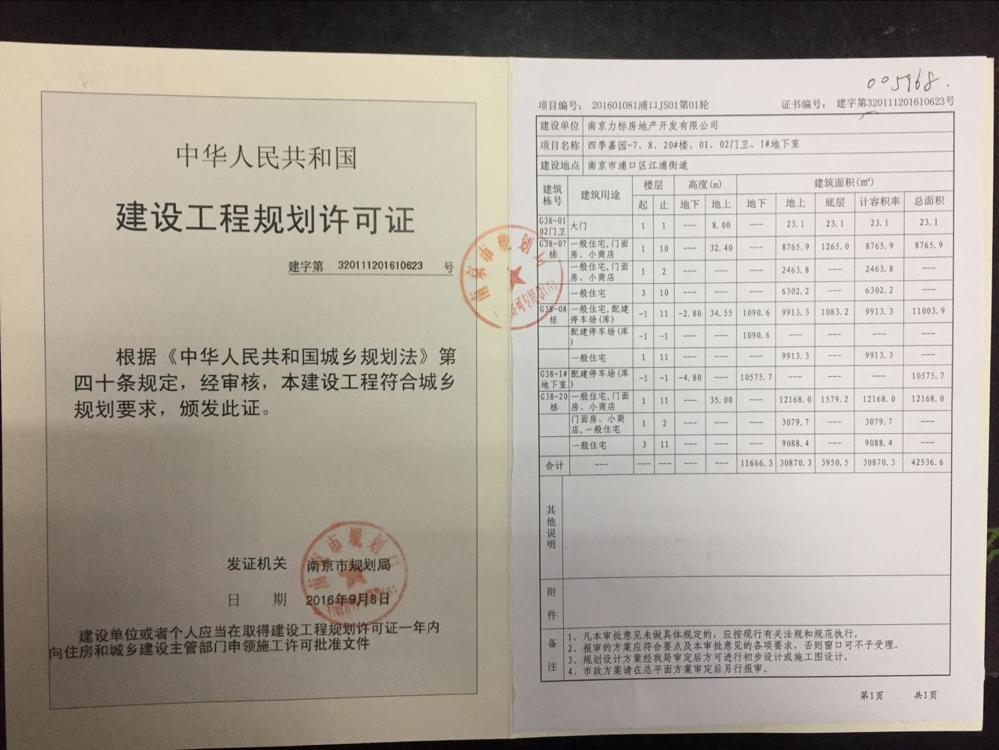 中华人民共和国
建设工程规划许可证
建字第 320111201610623 号
根据《中华人民共和国城乡规划法》第
四十条规定，经审核，本建设工程符合城乡
规划要求，颁发此证。
发证机关 南京市规划局
日 期 2016年9月8日
建设单位或者个人应当在取得建设工程规划许可证一年内
向住房和城乡建设主管部门申领施工许可批准文件
南京市规划局
005968.
项目编号： 201601081浦口JS01第01轮 证书编号： 建字第320111201610623号
建设单位 南京力标房地产开发有限公司
项目名称 四季嘉园-7、8、20#楼、01、02门卫、1#地下室
建设地点 南京市浦口区江浦街道
建筑栋号 建筑用途 楼层 高度(m) 建筑面积(㎡)
起 止 地下 地上 地下 地上 底层 计容积率 总面积
G38-0102门卫 大门 1 1 --- 8.00 --- 23.1 23.1 23.1 23.1
G38-07栋 一般住宅,门面房、小商店 1 10 --- 32.40 --- 8765.9 1265.0 8765.9 8765.9
一般住宅,门面房、小商店 1 2 --- --- --- 2463.8 --- 2463.8 ---
一般住宅 3 10 --- --- --- 6302.2 --- 6302.2 ---
G38-08栋 一般住宅,配建停车场(库) -1 11 -2.80 34.55 1090.6 9913.3 1083.2 9913.3 11003.9
配建停车场(库) -1 -1 --- --- 1090.6 --- --- --- ---
一般住宅 1 11 --- --- --- 9913.3 --- 9913.3 ---
G38-1#地下室 配建停车场(库) -1 -1 -4.80 --- 10575.7 --- --- --- 10575.7
G38-20栋 一般住宅,门面房、小商店 1 11 --- 35.00 --- 12168.0 1579.2 12168.0 12168.0
门面房、小商店,一般住宅 1 2 --- --- --- 3079.7 --- 3079.7 ---
一般住宅 3 11 --- --- --- 9088.4 --- 9088.4 ---
合计 --- --- --- --- --- 11666.3 30870.3 3950.5 30870.3 42536.6
其他说明
附件
备注
1、凡本审批意见未做具体规定的，应按现行有关法规和规范执行。
2、报审的方案应符合要点及本审批意见的各项要求，否则窗口可不予受理.
3、规划设计方案经我局审定后方可进行初步设计或施工图设计.
4、市政方案请在总平面方案审定后另行报审.
第1页 共1页